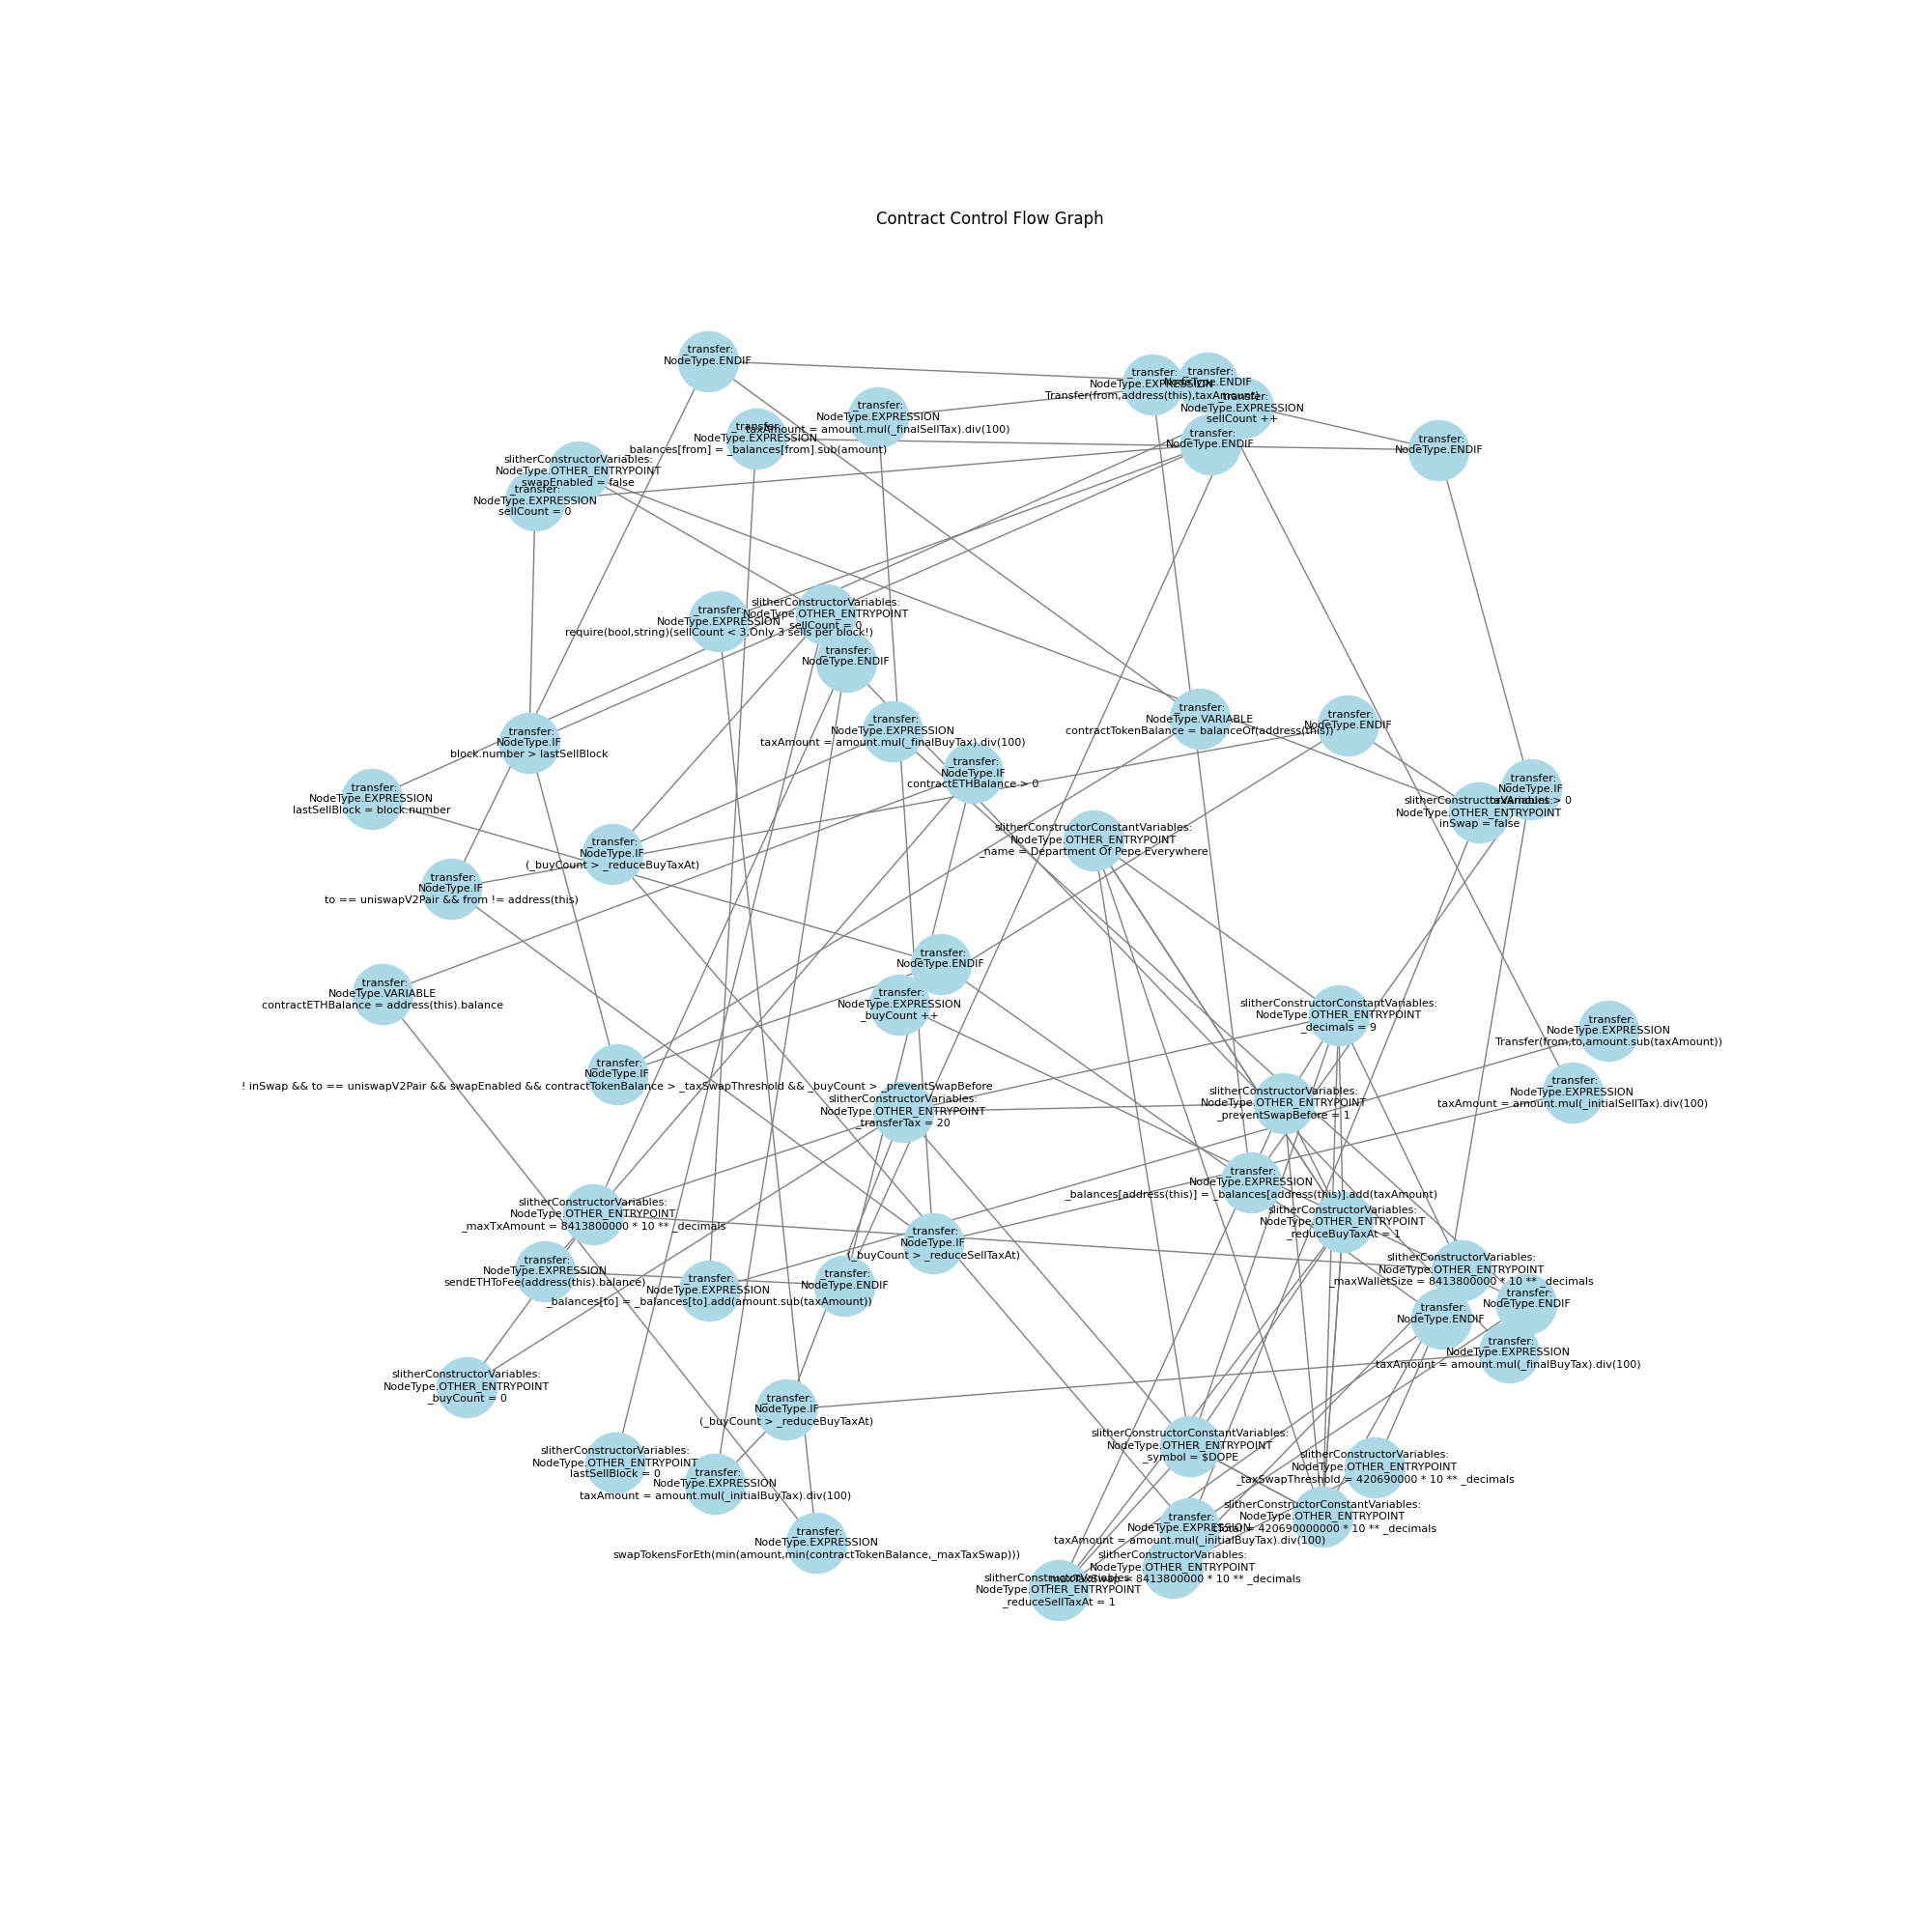 Contract Control Flow Graph
_transfer:
NodeType.ENDIF
_transfer:
NodeType.EXPRESSION
Transfer(from,address(this),taxAmount)
_transfer:
NodeType.ENDIF
_transfer:
NodeType.EXPRESSION
sellCount ++
_transfer:
NodeType.EXPRESSION
taxAmount = amount.mul(_finalSellTax).div(100)
_transfer:
NodeType.EXPRESSION
_balances[from] = _balances[from].sub(amount)
_transfer:
NodeType.ENDIF
_transfer:
NodeType.ENDIF
slitherConstructorVariables:
NodeType.OTHER_ENTRYPOINT
swapEnabled = false
_transfer:
NodeType.EXPRESSION
sellCount = 0
_transfer:
NodeType.EXPRESSION
require(bool,string)(sellCount < 3,Only 3 sells per block!)
slitherConstructorVariables:
NodeType.OTHER_ENTRYPOINT
sellCount = 0
_transfer:
NodeType.ENDIF
_transfer:
NodeType.VARIABLE
contractTokenBalance = balanceOf(address(this))
_transfer:
NodeType.ENDIF
_transfer:
NodeType.EXPRESSION
taxAmount = amount.mul(_finalBuyTax).div(100)
_transfer:
NodeType.IF
block.number > lastSellBlock
_transfer:
NodeType.IF
contractETHBalance > 0
_transfer:
NodeType.IF
taxAmount > 0
_transfer:
NodeType.EXPRESSION
lastSellBlock = block.number
slitherConstructorVariables:
NodeType.OTHER_ENTRYPOINT
inSwap = false
slitherConstructorConstantVariables:
NodeType.OTHER_ENTRYPOINT
_name = Department Of Pepe Everywhere
_transfer:
NodeType.IF
(_buyCount > _reduceBuyTaxAt)
_transfer:
NodeType.IF
to == uniswapV2Pair && from != address(this)
_transfer:
NodeType.ENDIF
_transfer:
NodeType.VARIABLE
contractETHBalance = address(this).balance
_transfer:
NodeType.EXPRESSION
_buyCount ++
slitherConstructorConstantVariables:
NodeType.OTHER_ENTRYPOINT
_decimals = 9
_transfer:
NodeType.EXPRESSION
Transfer(from,to,amount.sub(taxAmount))
_transfer:
NodeType.IF
! inSwap && to == uniswapV2Pair && swapEnabled && contractTokenBalance > _taxSwapThreshold && _buyCount > _preventSwapBefore
_transfer:
NodeType.EXPRESSION
taxAmount = amount.mul(_initialSellTax).div(100)
slitherConstructorVariables:
NodeType.OTHER_ENTRYPOINT
_transferTax = 20
slitherConstructorVariables:
NodeType.OTHER_ENTRYPOINT
_preventSwapBefore = 1
_transfer:
NodeType.EXPRESSION
_balances[address(this)] = _balances[address(this)].add(taxAmount)
slitherConstructorVariables:
NodeType.OTHER_ENTRYPOINT
_maxTxAmount = 8413800000 * 10 ** _decimals
slitherConstructorVariables:
NodeType.OTHER_ENTRYPOINT
_reduceBuyTaxAt = 1
_transfer:
NodeType.IF
(_buyCount > _reduceSellTaxAt)
_transfer:
NodeType.EXPRESSION
sendETHToFee(address(this).balance)
slitherConstructorVariables:
NodeType.OTHER_ENTRYPOINT
_maxWalletSize = 8413800000 * 10 ** _decimals
_transfer:
NodeType.ENDIF
_transfer:
NodeType.EXPRESSION
_balances[to] = _balances[to].add(amount.sub(taxAmount))
_transfer:
NodeType.ENDIF
_transfer:
NodeType.ENDIF
_transfer:
NodeType.EXPRESSION
taxAmount = amount.mul(_finalBuyTax).div(100)
slitherConstructorVariables:
NodeType.OTHER_ENTRYPOINT
_buyCount = 0
_transfer:
NodeType.IF
(_buyCount > _reduceBuyTaxAt)
slitherConstructorConstantVariables:
NodeType.OTHER_ENTRYPOINT
_symbol = $DOPE
slitherConstructorVariables:
NodeType.OTHER_ENTRYPOINT
lastSellBlock = 0
slitherConstructorVariables:
NodeType.OTHER_ENTRYPOINT
_taxSwapThreshold = 420690000 * 10 ** _decimals
_transfer:
NodeType.EXPRESSION
taxAmount = amount.mul(_initialBuyTax).div(100)
slitherConstructorConstantVariables:
NodeType.OTHER_ENTRYPOINT
_tTotal = 420690000000 * 10 ** _decimals
_transfer:
NodeType.EXPRESSION
taxAmount = amount.mul(_initialBuyTax).div(100)
_transfer:
NodeType.EXPRESSION
swapTokensForEth(min(amount,min(contractTokenBalance,_maxTaxSwap)))
slitherConstructorVariables:
NodeType.OTHER_ENTRYPOINT
_maxTaxSwap = 8413800000 * 10 ** _decimals
slitherConstructorVariables:
NodeType.OTHER_ENTRYPOINT
_reduceSellTaxAt = 1